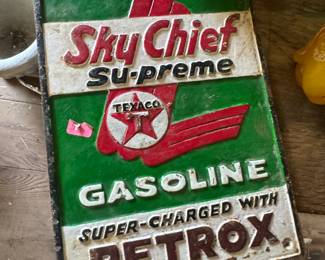 Sky Chief
Su-preme
TEXACO
T
GASOLINE
SUPER-CHARGED WITH
PETROX